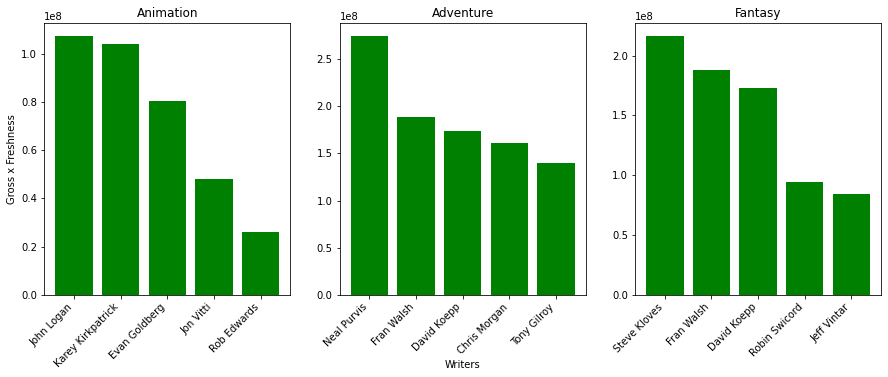 Animation
1e8
1.0
0.8
0.6
0.4
0.2
0.0
Gross x Freshness
John Logan
Karey Kirkpatrick
Evan Goldberg
Jon Vitti
Rob Edwards
Adventure
1e8
2.5
2.0
1.5
1.0
0.5
0.0
Neal Purvis
Fran Walsh
David Koepp
Chris Morgan
Tony Gilroy
Writers
Fantasy
1e8
2.0
1.5
1.0
0.5
0.0
Steve Kloves
Fran Walsh
David Koepp
Robin Swicord
Jeff Vintar